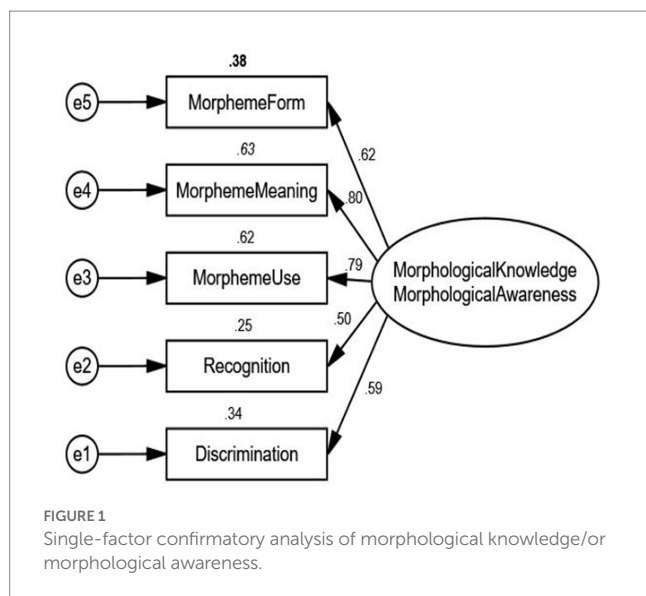 .38
e5
MorphemeForm
.62
.63
e4
MorphemeMeaning
.80
.62
e3
MorphemeUse
.79
MorphologicalKnowledge
MorphologicalAwareness
.25
.50
e2
Recognition
.59
.34
e1
Discrimination
FIGURE 1
Single-factor confirmatory analysis of morphological knowledge/or
morphological awareness.